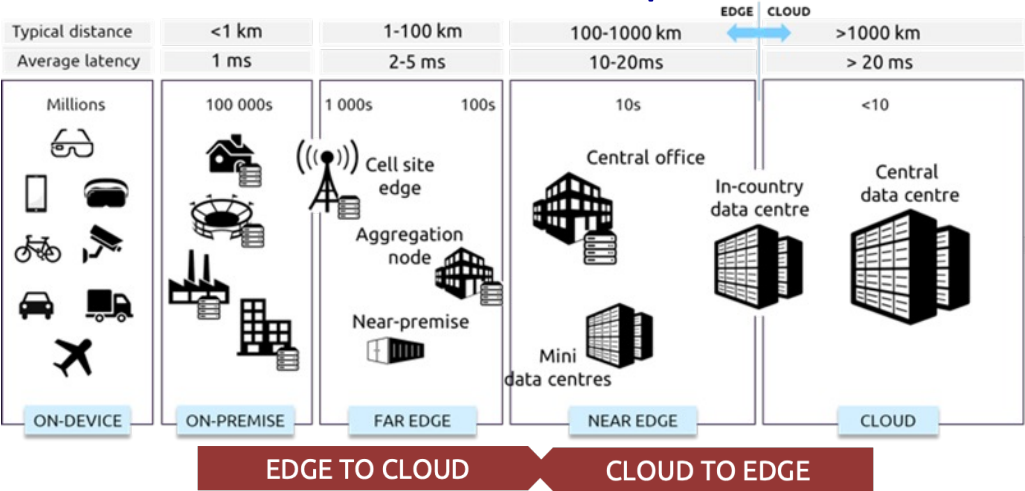 EDGE CLOUD
Typical distance <1 km 1-100 km 100-1000 km >1000 km
Average latency 1 ms 2-5 ms 10-20ms > 20 ms
Millions 100 000s 1 000s 100s 10s <10
Cell site
edge
Aggregation
node
Near-premise
Central office
Mini
data centres
In-country
data centre
Central
data centre
ON-DEVICE ON-PREMISE FAR EDGE NEAR EDGE CLOUD
EDGE TO CLOUD CLOUD TO EDGE